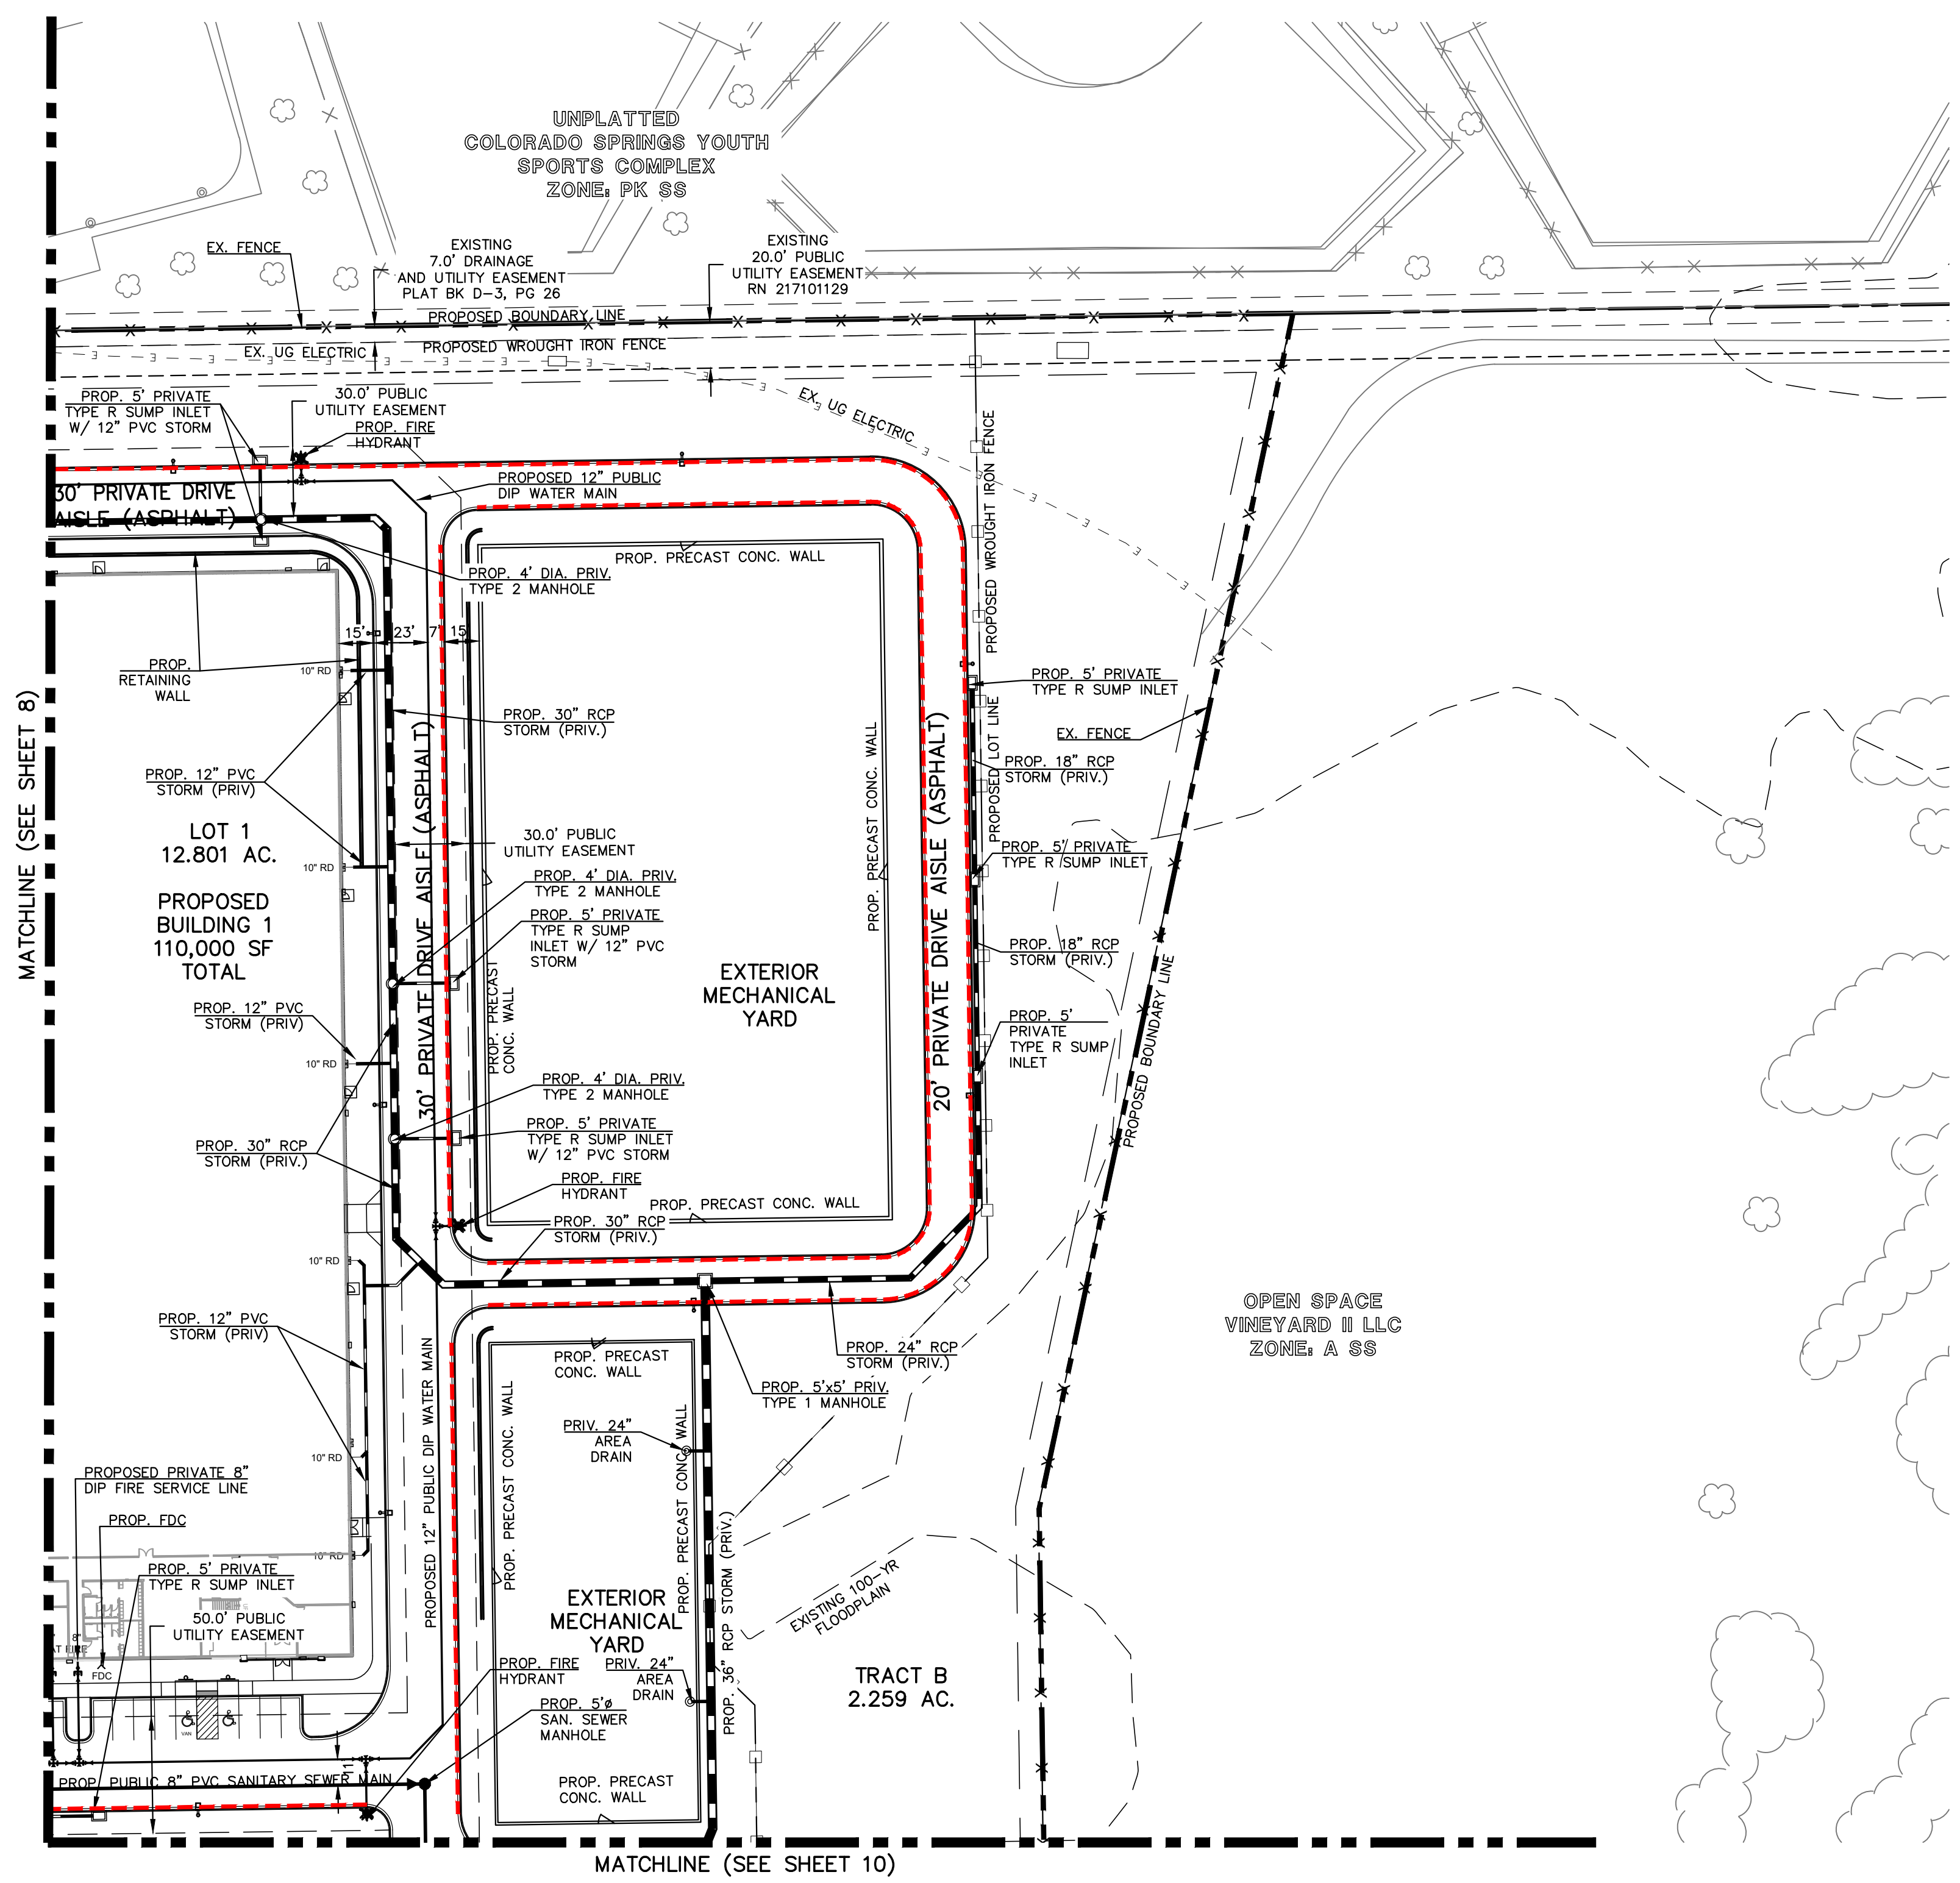 UNPLATTED
COLORADO SPRINGS YOUTH
SPORTS COMPLEX
ZONE: PK SS
EX. FENCE
EXISTING
7.0' DRAINAGE
AND UTILITY EASEMENT
PLAT BK D-3, PG 26
EXISTING
20.0' PUBLIC
UTILITY EASEMENT
RN 217101129
PROPOSED BOUNDARY LINE
EX. UG ELECTRIC
PROPOSED WROUGHT IRON FENCE
PROP. 5' PRIVATE
TYPE R SUMP INLET
W/ 12" PVC STORM
30.0' PUBLIC
UTILITY EASEMENT
PROP. FIRE
HYDRANT
EX. UG ELECTRIC
PROPOSED WROUGHT IRON FENCE
30' PRIVATE DRIVE
AISLE (ASPHALT)
PROPOSED 12" PUBLIC
DIP WATER MAIN
PROP. PRECAST CONC. WALL
PROP. 4' DIA. PRIV.
TYPE 2 MANHOLE
15'
23'
7'
15'
10" RD
PROP.
RETAINING
WALL
PROP. 5' PRIVATE
TYPE R SUMP INLET
PROP. 30" RCP
STORM (PRIV.)
EX. FENCE
PROP. 12" PVC
STORM (PRIV)
PROP. 18" RCP
STORM (PRIV.)
PROPOSED LOT LINE
30' PRIVATE DRIVE AISLE (ASPHALT)
PROP. PRECAST CONC. WALL
20' PRIVATE DRIVE AISLE (ASPHALT)
MATCHLINE (SEE SHEET 8)
LOT 1
12.801 AC.
30.0' PUBLIC
UTILITY EASEMENT
PROP. 5' PRIVATE
TYPE R SUMP INLET
10" RD
PROPOSED
BUILDING 1
110,000 SF
TOTAL
PROP. 4' DIA. PRIV.
TYPE 2 MANHOLE
PROP. 5' PRIVATE
TYPE R SUMP
INLET W/ 12" PVC
STORM
PROP. 18" RCP
STORM (PRIV.)
EXTERIOR
MECHANICAL
YARD
PROP. PRECAST
CONC. WALL
PROP. 12" PVC
STORM (PRIV)
PROP. 5'
PRIVATE
TYPE R SUMP
INLET
PROPOSED BOUNDARY LINE
10" RD
PROP. 4' DIA. PRIV.
TYPE 2 MANHOLE
PROP. 5' PRIVATE
TYPE R SUMP INLET
W/ 12" PVC STORM
PROP. 30" RCP
STORM (PRIV.)
PROP. FIRE
HYDRANT
PROP. PRECAST CONC. WALL
PROP. 30" RCP
STORM (PRIV.)
10" RD
OPEN SPACE
VINEYARD II LLC
ZONE: A SS
PROP. 12" PVC
STORM (PRIV)
PROP. PRECAST
CONC. WALL
PROP. 24" RCP
STORM (PRIV.)
PROP. 5'x5' PRIV.
TYPE 1 MANHOLE
PROPOSED 12" PUBLIC DIP WATER MAIN
PROP. PRECAST CONC. WALL
PROP. PRECAST CONC. WALL
PRIV. 24"
AREA
DRAIN
10" RD
PROPOSED PRIVATE 8"
DIP FIRE SERVICE LINE
PROP. FDC
10" RD
PROP. 5' PRIVATE
TYPE R SUMP INLET
50.0' PUBLIC
UTILITY EASEMENT
EXISTING 100-YR
FLOODPLAIN
EXTERIOR
MECHANICAL
YARD
PROP. 36" RCP STORM (PRIV.)
8"
FDC
PROP. FIRE
HYDRANT
PRIV. 24"
AREA
DRAIN
TRACT B
2.259 AC.
PROP. 5'ø
SAN. SEWER
MANHOLE
VAN
11'
PROP. PUBLIC 8" PVC SANITARY SEWER MAIN
PROP. PRECAST
CONC. WALL
MATCHLINE (SEE SHEET 10)